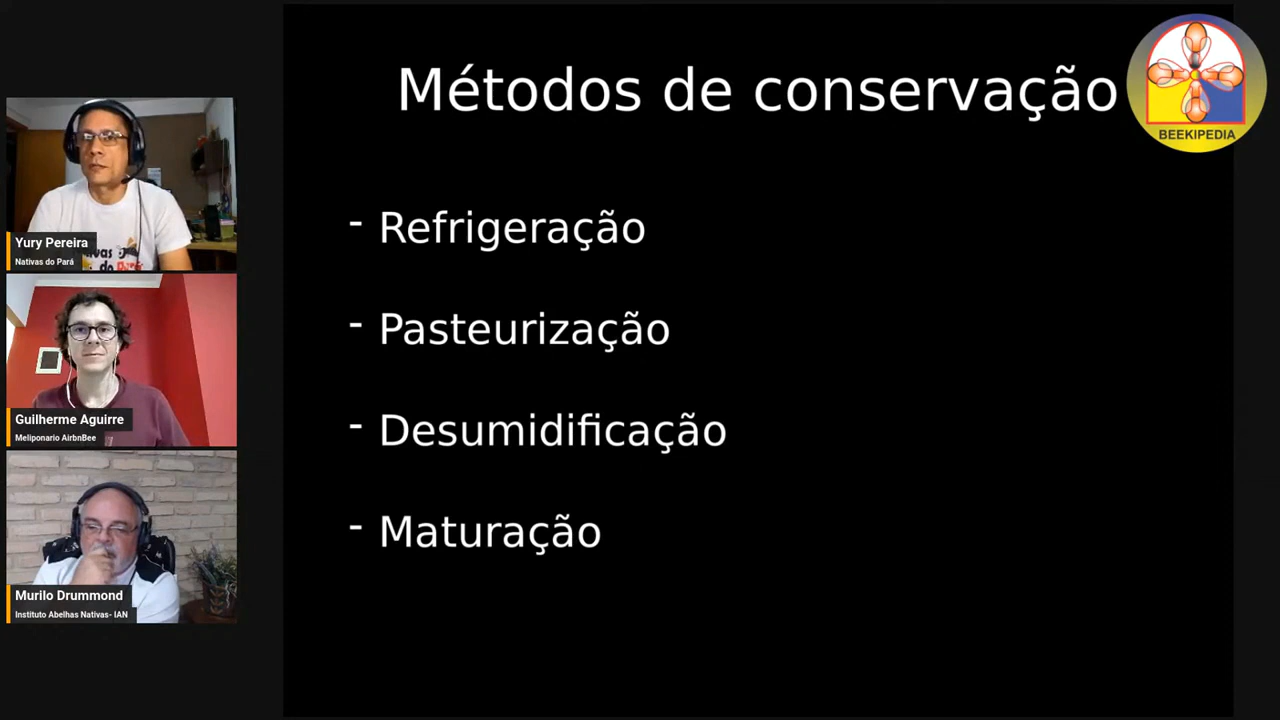 Métodos de conservação
BEEKIPEDIA
- Refrigeração
- Pasteurização
- Desumidificação
- Maturação
Yury Pereira
Nativas do Pará
Guilherme Aguirre
Meliponario AirbnBee
Murilo Drummond
Instituto Abelhas Nativas- IAN